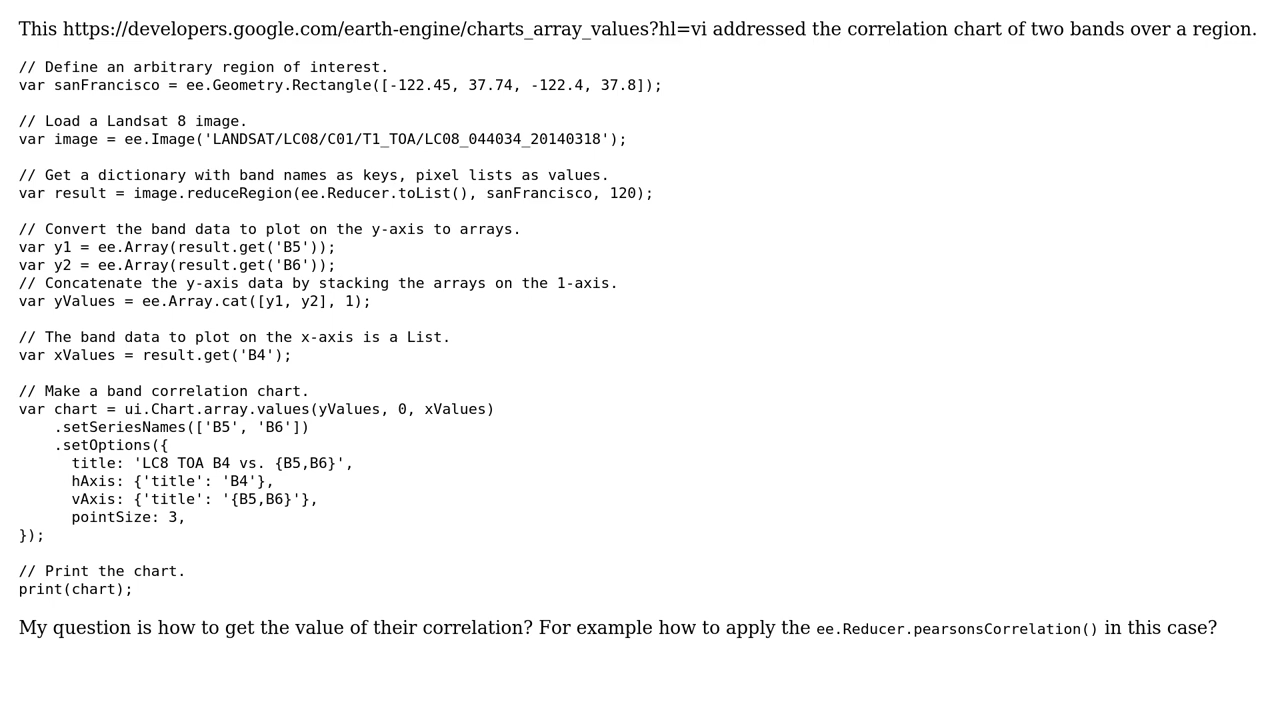 This https://developers.google.com/earth-engine/charts_array_values?hl=vi addressed the correlation chart of two bands over a region.
// Define an arbitrary region of interest.
var sanFrancisco = ee.Geometry.Rectangle([-122.45, 37.74, -122.4, 37.8]);
// Load a Landsat 8 image.
var image = ee.Image('LANDSAT/LC08/C01/T1_TOA/LC08_044034_20140318');
// Get a dictionary with band names as keys, pixel lists as values.
var result = image.reduceRegion(ee.Reducer.toList(), sanFrancisco, 120);
// Convert the band data to plot on the y-axis to arrays.
var y1 = ee.Array(result.get('B5'));
var y2 = ee.Array(result.get('B6'));
// Concatenate the y-axis data by stacking the arrays on the 1-axis.
var yValues = ee.Array.cat([y1, y2], 1);
// The band data to plot on the x-axis is a List.
var xValues = result.get('B4');
// Make a band correlation chart.
var chart = ui.Chart.array.values(yValues, 0, xValues)
    .setSeriesNames(['B5', 'B6'])
    .setOptions({
      title: 'LC8 TOA B4 vs. {B5,B6}',
      hAxis: {'title': 'B4'},
      vAxis: {'title': '{B5,B6}'},
      pointSize: 3,
});
// Print the chart.
print(chart);
My question is how to get the value of their correlation? For example how to apply the ee.Reducer.pearsonsCorrelation() in this case?